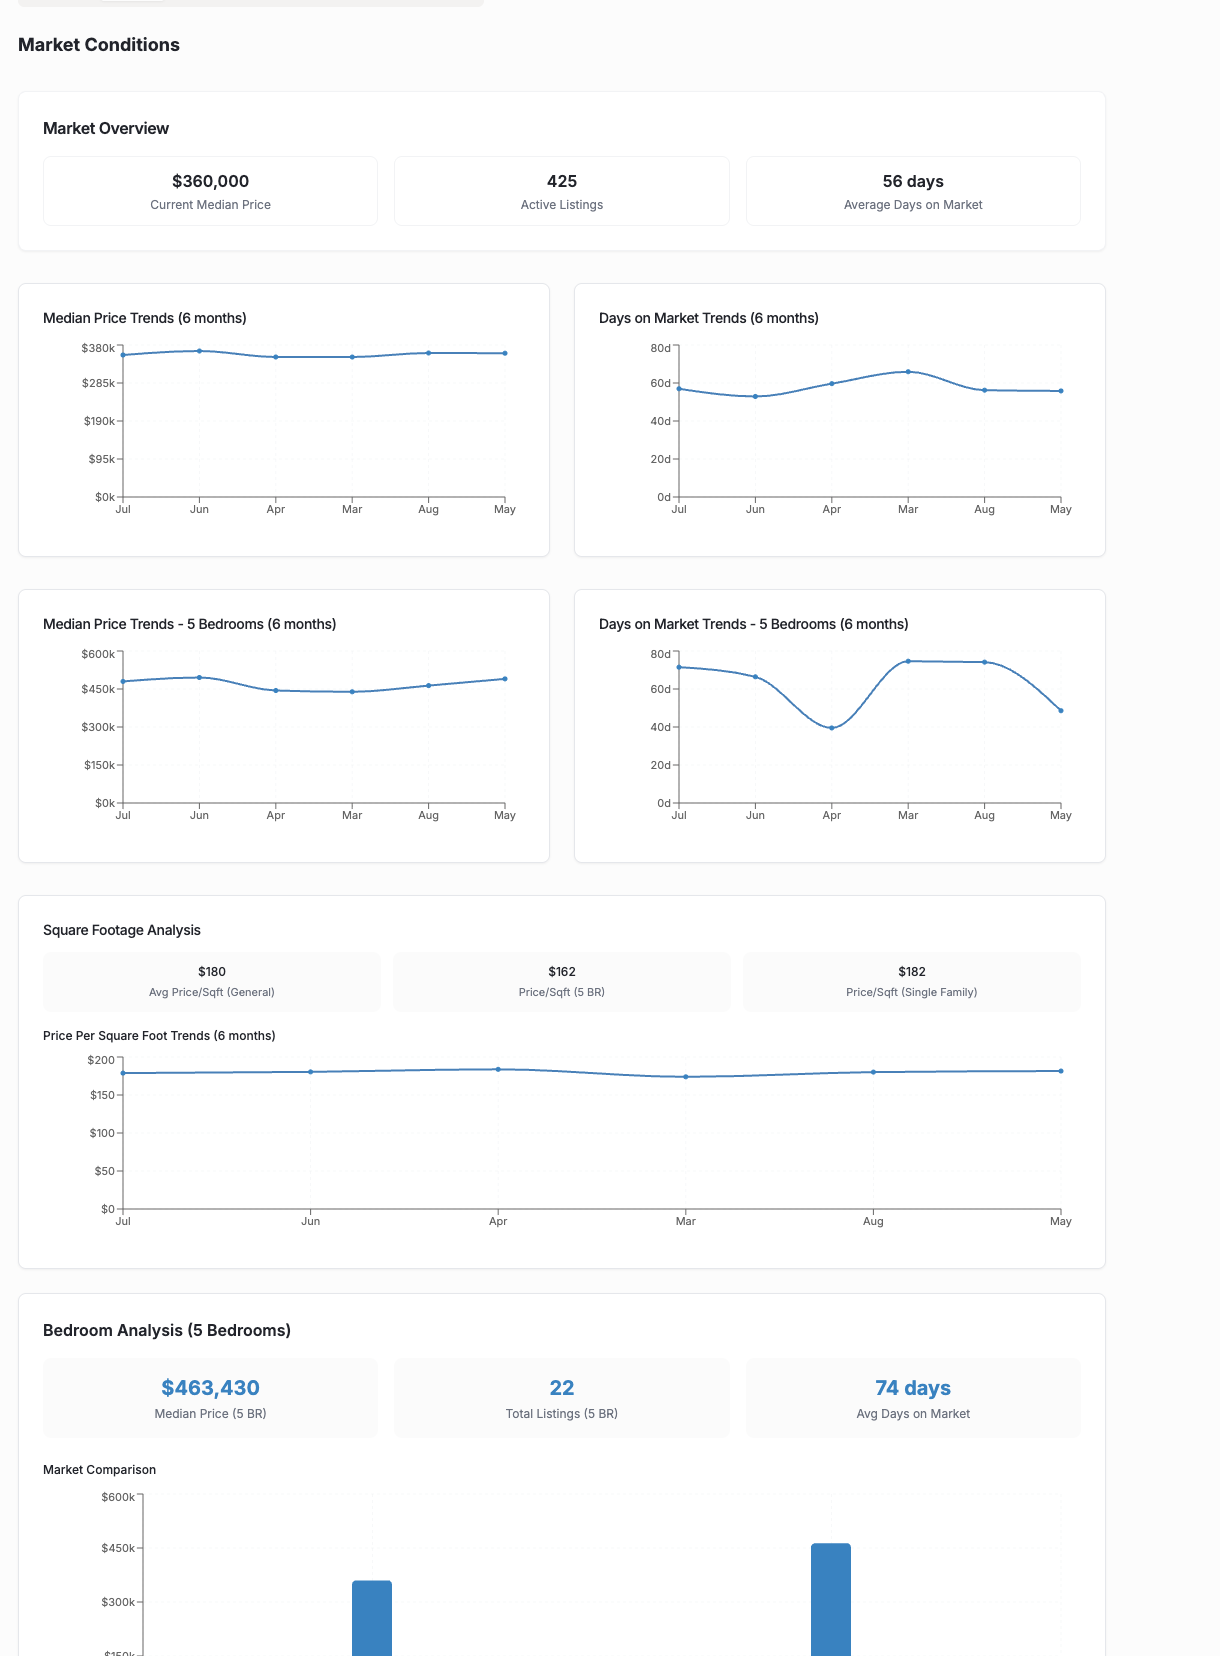 Market Conditions
Market Overview
$360,000
Current Median Price
425
Active Listings
56 days
Average Days on Market
Median Price Trends (6 months)
$380k
$285k
$190k
$95k
$0k
Jul Jun Apr Mar Aug May
Days on Market Trends (6 months)
80d
60d
40d
20d
0d
Jul Jun Apr Mar Aug May
Median Price Trends - 5 Bedrooms (6 months)
$600k
$450k
$300k
$150k
$0k
Jul Jun Apr Mar Aug May
Days on Market Trends - 5 Bedrooms (6 months)
80d
60d
40d
20d
0d
Jul Jun Apr Mar Aug May
Square Footage Analysis
$180
Avg Price/Sqft (General)
$162
Price/Sqft (5 BR)
$182
Price/Sqft (Single Family)
Price Per Square Foot Trends (6 months)
$200
$150
$100
$50
$0
Jul Jun Apr Mar Aug May
Bedroom Analysis (5 Bedrooms)
$463,430
Median Price (5 BR)
22
Total Listings (5 BR)
74 days
Avg Days on Market
Market Comparison
$600k
$450k
$300k
$150k